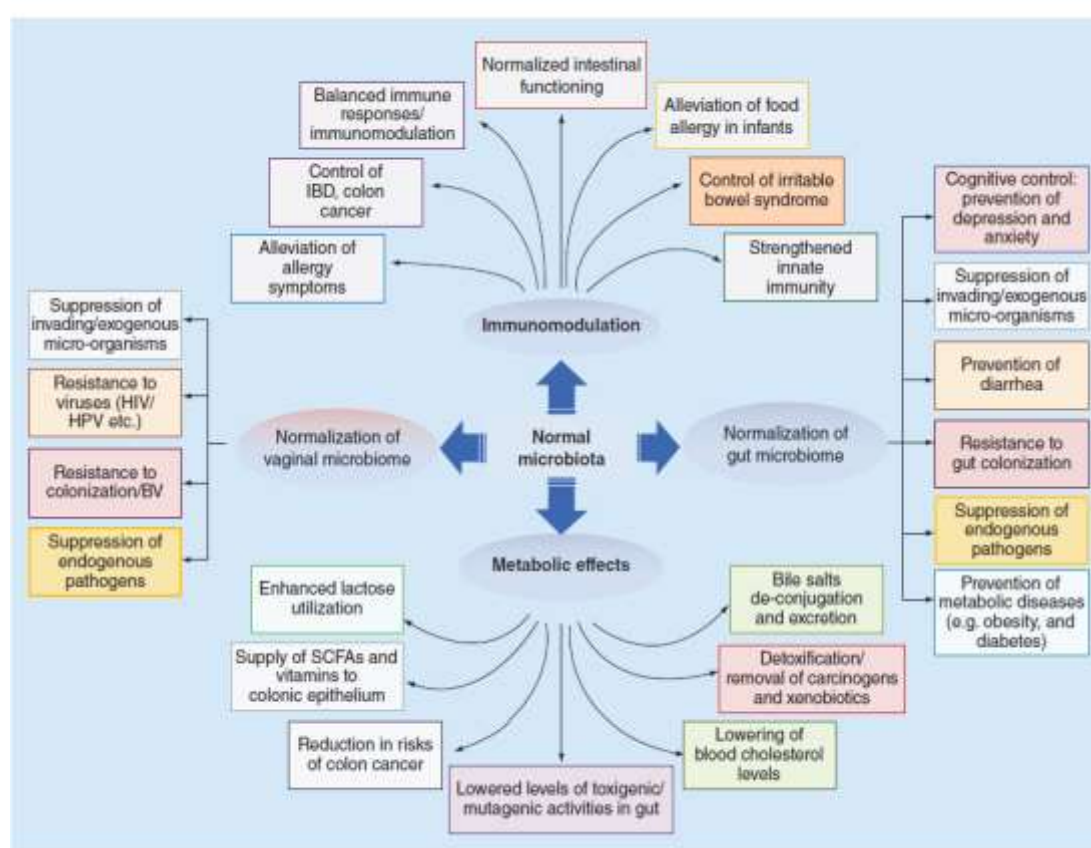 Normalized intestinal
functioning
Balanced immune
responses/
immunomodulation
Alleviation of food
allergy in infants
Control of
IBD, colon
cancer
Control of irritable
bowel syndrome
Alleviation of
allergy
symptoms
Strengthened
innate
immunity
Immunomodulation
Suppression of
invading/exogenous
micro-organisms
Resistance to
viruses (HIV/
HPV etc.)
Resistance to
colonization/BV
Suppression of
endogenous
pathogens
Normalization of
vaginal microbiome
Normal
microbiota
Normalization of
gut microbiome
Cognitive control:
prevention of
depression and
anxiety
Suppression of
invading/exogenous
micro-organisms
Prevention of
diarrhea
Resistance to
gut colonization
Suppression of
endogenous
pathogens
Prevention of
metabolic diseases
(e.g. obesity, and
diabetes)
Metabolic effects
Enhanced lactose
utilization
Supply of SCFAs and
vitamins to
colonic epithelium
Reduction in risks
of colon cancer
Lowered levels of toxigenic/
mutagenic activities in gut
Bile salts
de-conjugation
and excretion
Detoxification/
removal of carcinogens
and xenobiotics
Lowering of
blood cholesterol
levels